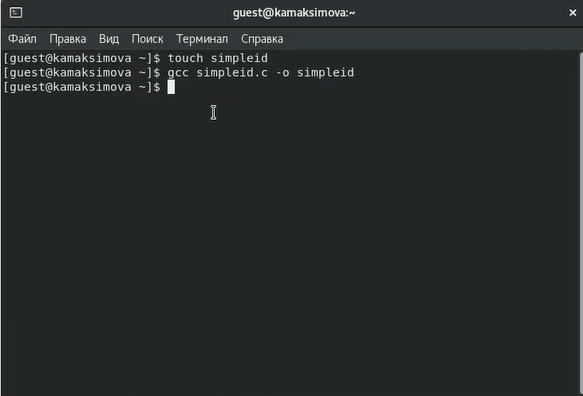 guest@kamaksimova:~
Файл Правка Вид Поиск Терминал Справка
[guest@kamaksimova ~]$ touch simpleid
[guest@kamaksimova ~]$ gcc simpleid.c -o simpleid
[guest@kamaksimova ~]$